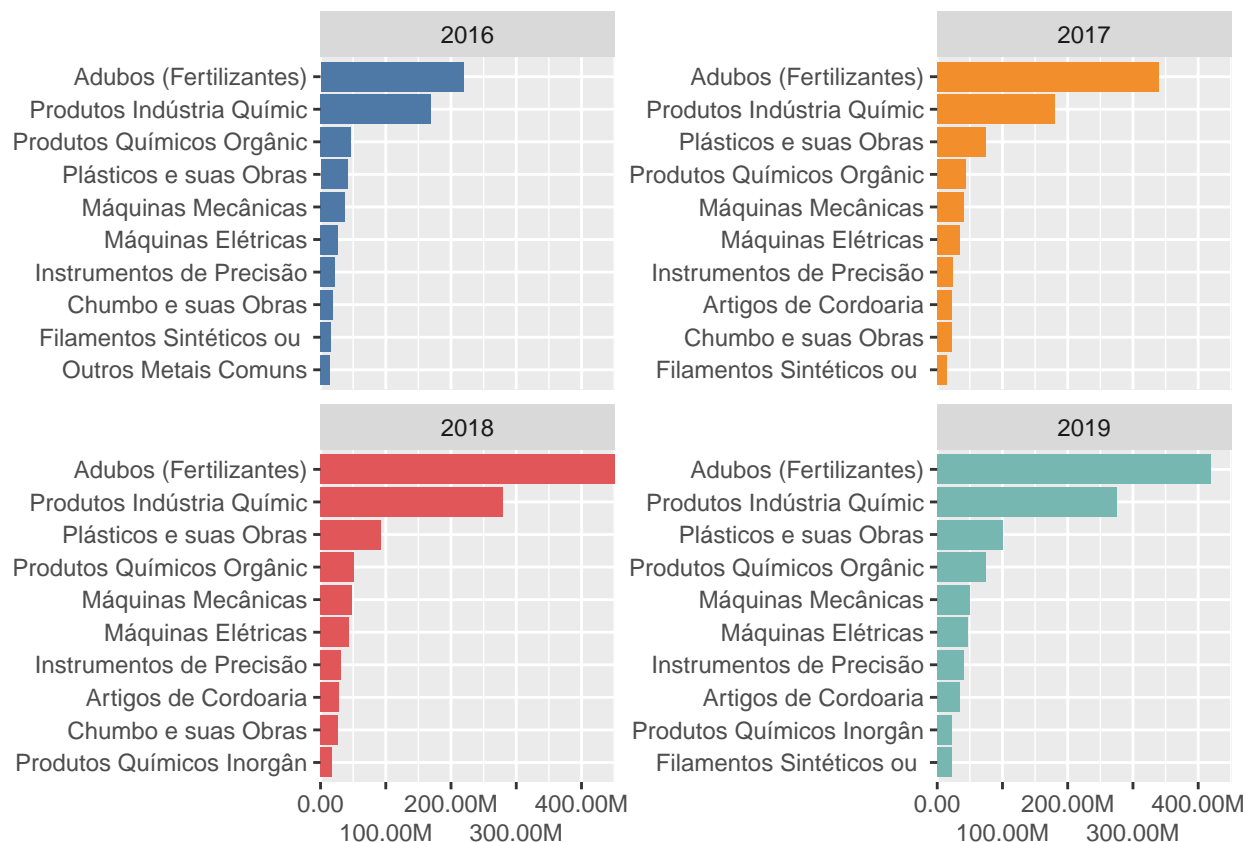 2016
Adubos (Fertilizantes)
Produtos Indústria Químic
Produtos Químicos Orgânic
Plásticos e suas Obras
Máquinas Mecânicas
Máquinas Elétricas
Instrumentos de Precisão
Chumbo e suas Obras
Filamentos Sintéticos ou
Outros Metais Comuns
2017
Adubos (Fertilizantes)
Produtos Indústria Químic
Plásticos e suas Obras
Produtos Químicos Orgânic
Máquinas Mecânicas
Máquinas Elétricas
Instrumentos de Precisão
Artigos de Cordoaria
Chumbo e suas Obras
Filamentos Sintéticos ou
2018
Adubos (Fertilizantes)
Produtos Indústria Químic
Plásticos e suas Obras
Produtos Químicos Orgânic
Máquinas Mecânicas
Máquinas Elétricas
Instrumentos de Precisão
Artigos de Cordoaria
Chumbo e suas Obras
Produtos Químicos Inorgân
0.00 200.00M 400.00M
100.00M 300.00M
2019
Adubos (Fertilizantes)
Produtos Indústria Químic
Plásticos e suas Obras
Produtos Químicos Orgânic
Máquinas Mecânicas
Máquinas Elétricas
Instrumentos de Precisão
Artigos de Cordoaria
Produtos Químicos Inorgân
Filamentos Sintéticos ou
0.00 200.00M 400.00M
100.00M 300.00M